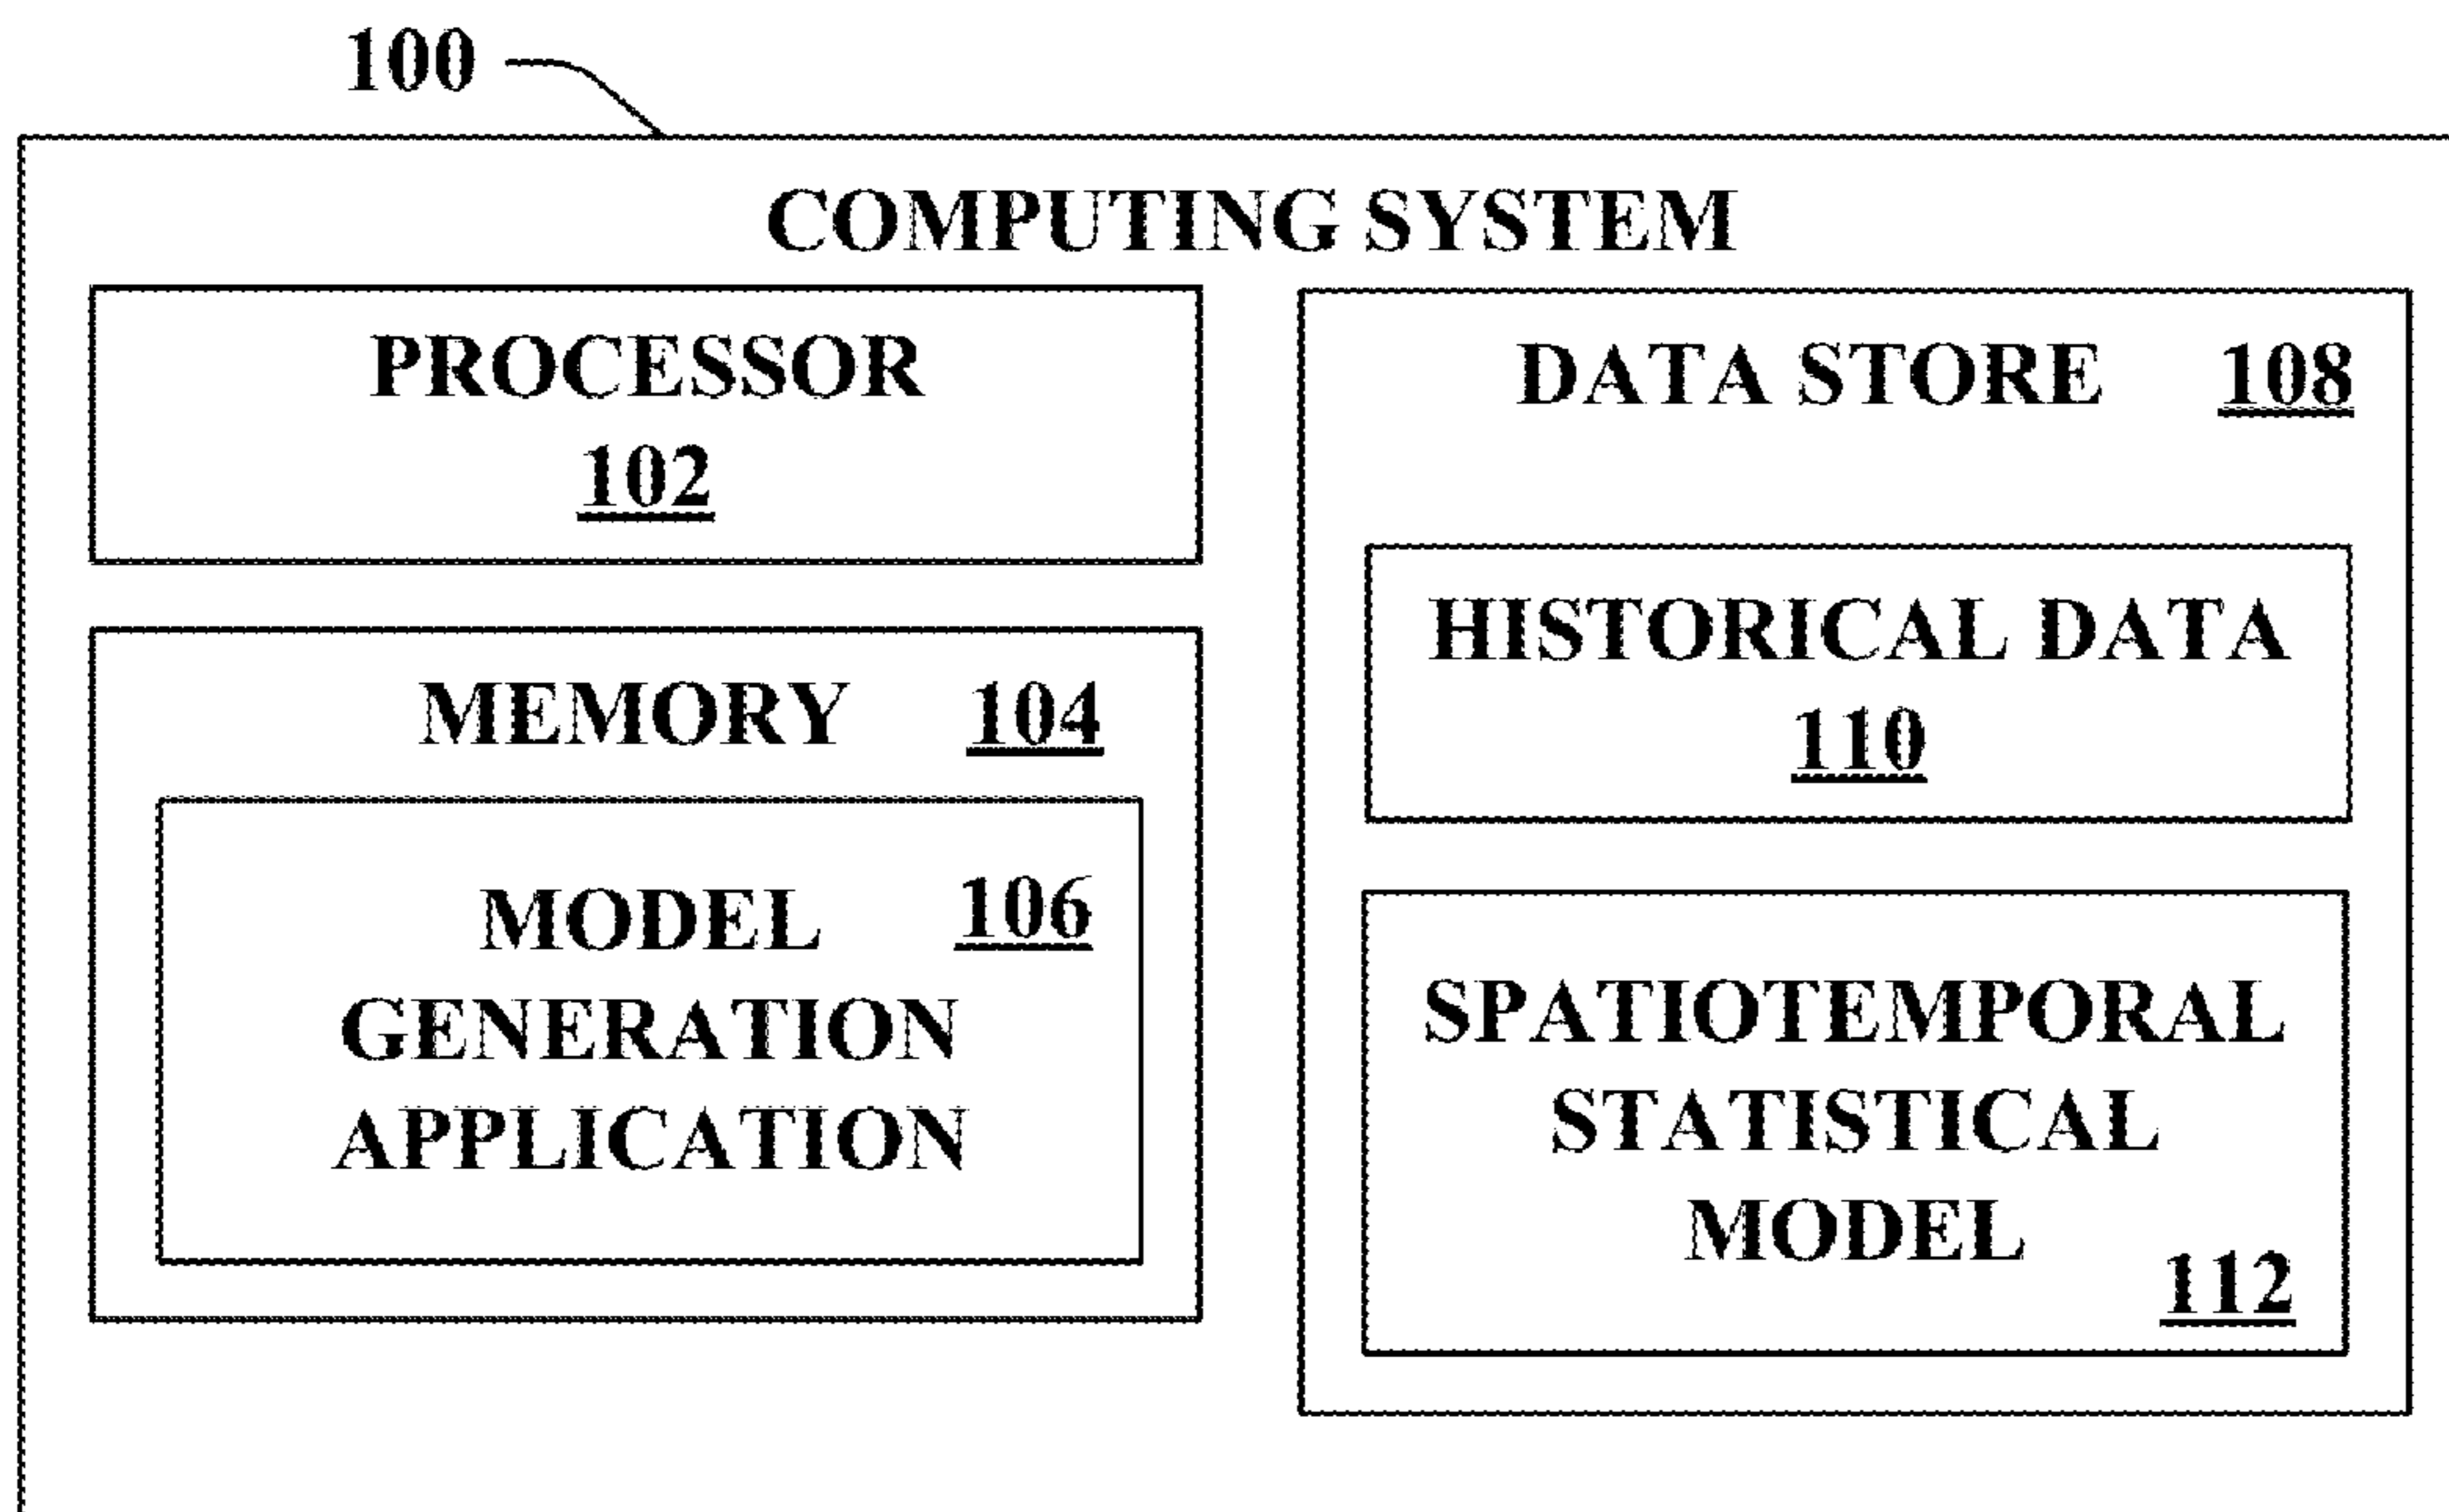 100
COMPUTING SYSTEM
PROCESSOR
102
MEMORY 104
MODEL 106
GENERATION
APPLICATION
DATA STORE 108
HISTORICAL DATA
110
SPATIOTEMPORAL
STATISTICAL
MODEL
112